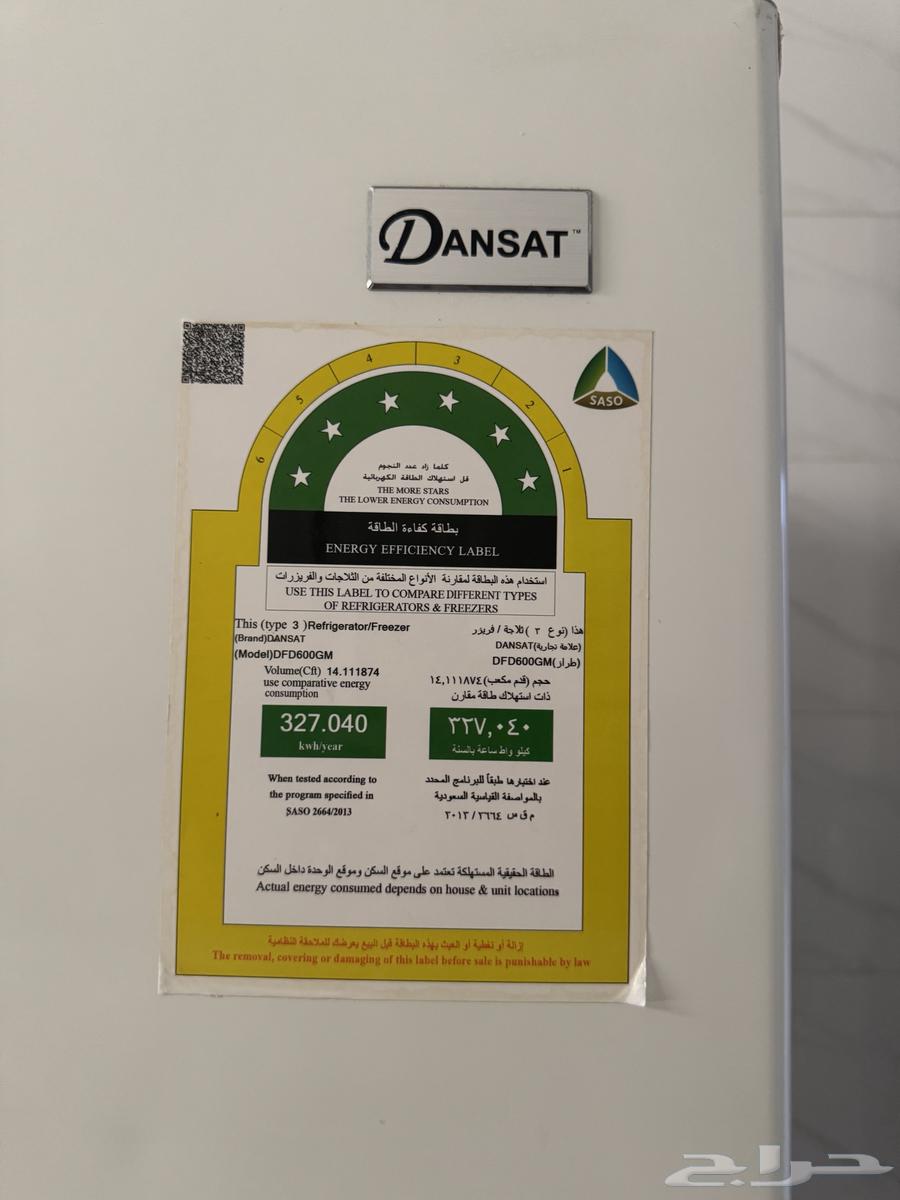 DANSAT™
SASO
6 5 4 3 2 1
كلما زاد عدد النجوم
قل استهلاك الطاقة الكهربائية
THE MORE STARS
THE LOWER ENERGY CONSUMPTION
بطاقة كفاءة الطاقة
ENERGY EFFICIENCY LABEL
استخدام هذه البطاقة لمقارنة الأنواع المختلفة من الثلاجات والفريزرات
USE THIS LABEL TO COMPARE DIFFERENT TYPES
OF REFRIGERATORS & FREEZERS
This (type 3 )Refrigerator/Freezer
(Brand)DANSAT
(Model)DFD600GM
Volume(Cft) 14.111874
use comparative energy
consumption
327.040
kwh/year
When tested according to
the program specified in
SASO 2664/2013
هذا (نوع ٣ )ثلاجة / فريزر
(علامة تجارية)DANSAT
(طراز)DFD600GM
حجم (قدم مكعب)١٤,١١١٨٧٤
ذات استهلاك طاقة مقارن
٣٢٧,٠٤٠
كيلو واط ساعة بالسنة
عند اختبارها طبقاً للبرنامج المحدد
بالمواصفة القياسية السعودية
م ق س ٢٦٦٤ / ٢٠١٣
الطاقة الحقيقية المستهلكة تعتمد على موقع السكن وموقع الوحدة داخل السكن
Actual energy consumed depends on house & unit locations
إزالة أو تغطية أو العبث بهذه البطاقة قبل البيع يعرضك للملاحقة النظامية
The removal, covering or damaging of this label before sale is punishable by law
حراج